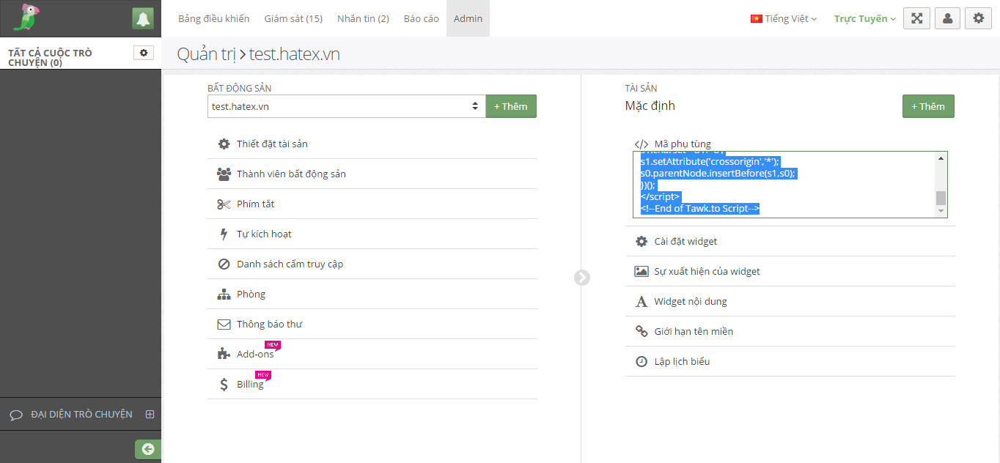 Bảng điều khiển Giám sát (15) Nhắn tin (2) Báo cáo Admin Tiếng Việt Trực Tuyến
TẤT CẢ CUỘC TRÒ
CHUYỆN (0)
Quản trị test.hatex.vn
BẤT ĐỘNG SẢN
test.hatex.vn + Thêm
Thiết đặt tài sản
Thành viên bất động sản
Phím tắt
Tự kích hoạt
Danh sách cấm truy cập
Phòng
Thông báo thư
NEW
Add-ons
NEW
Billing
TÀI SẢN
Mặc định + Thêm
Mã phụ tùng
s1.setAttribute('crossorigin','*');
s0.parentNode.insertBefore(s1,s0);
})();
</script>
<!--End of Tawk.to Script-->
Cài đặt widget
Sự xuất hiện của widget
Widget nội dung
Giới hạn tên miền
Lập lịch biểu
ĐẠI DIỆN TRÒ CHUYỆN